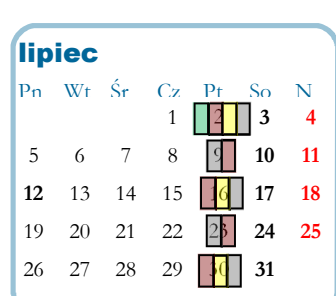 lipiec
Pn Wt Śr Cz Pt So N
1 2 3 4
5 6 7 8 9 10 11
12 13 14 15 16 17 18
19 20 21 22 23 24 25
26 27 28 29 30 31